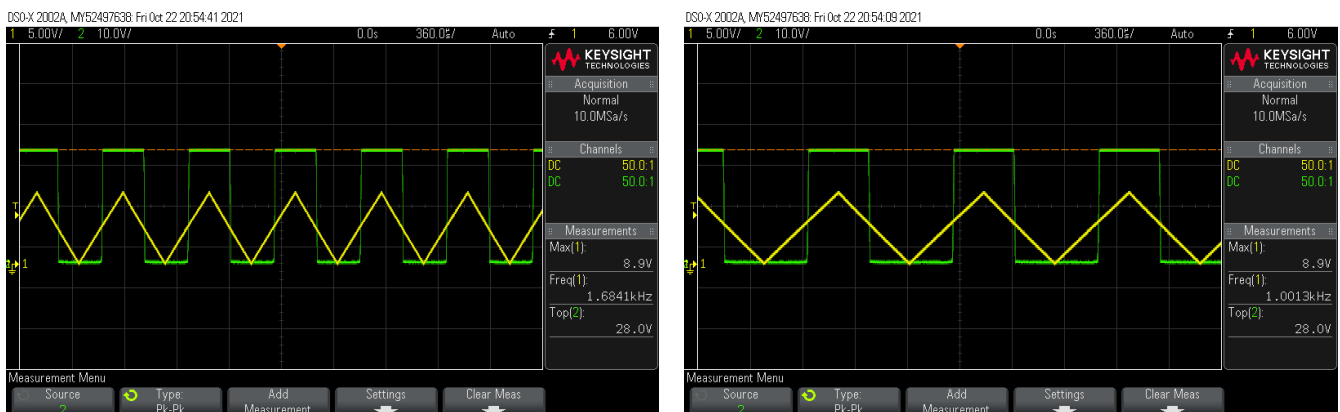 DSO-X 2002A, MY52497638: Fri Oct 22 20:54:41 2021
1 5.00V/ 2 10.0V/ 0.0s 360.0s/ Auto 1 6.00V
KEYSIGHT
TECHNOLOGIES
Acquisition
Normal
10.0MSa/s
Channels
DC 50.0:1
DC 50.0:1
Measurements
Max(1):
8.9V
Freq(1):
1.6841kHz
Top(2):
28.0V
T
1
Measurement Menu
Source
2
Type:
Pk-Pk
Add
Measurement
Settings
Clear Meas
DSO-X 2002A, MY52497638: Fri Oct 22 20:54:09 2021
1 5.00V/ 2 10.0V/ 0.0s 360.0s/ Auto 1 6.00V
KEYSIGHT
TECHNOLOGIES
Acquisition
Normal
10.0MSa/s
Channels
DC 50.0:1
DC 50.0:1
Measurements
Max(1):
8.9V
Freq(1):
1.0013kHz
Top(2):
28.0V
T
1
Measurement Menu
Source
2
Type:
Pk-Pk
Add
Measurement
Settings
Clear Meas